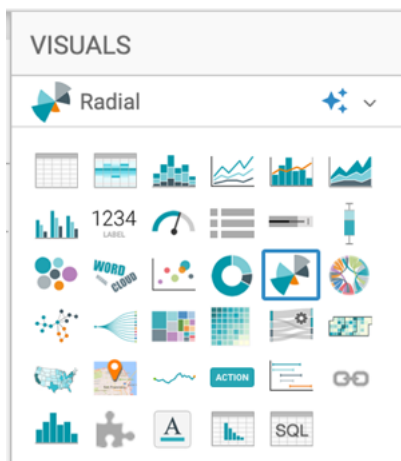 VISUALS
Radial
1234
LABEL
WORD
CLOUD
ACTION
A
SQL